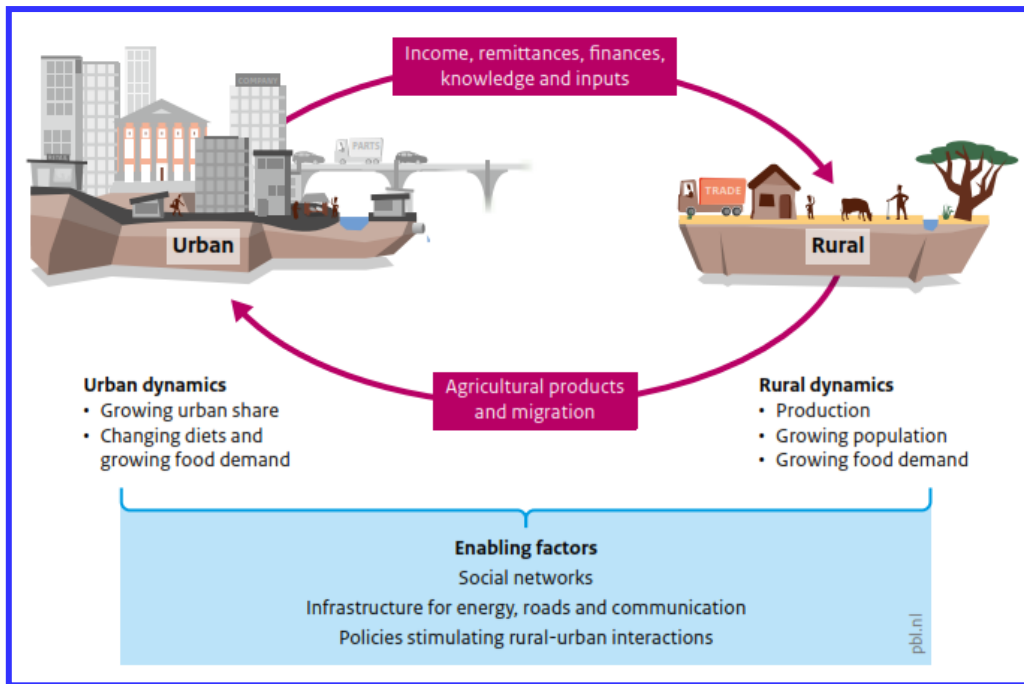 Income, remittances, finances,
knowledge and inputs
COMPANY
PARTS
TRADE
Urban
Rural
Agricultural products
and migration
Urban dynamics
• Growing urban share
• Changing diets and
growing food demand
Rural dynamics
• Production
• Growing population
• Growing food demand
Enabling factors
Social networks
Infrastructure for energy, roads and communication
Policies stimulating rural-urban interactions
pbl.nl